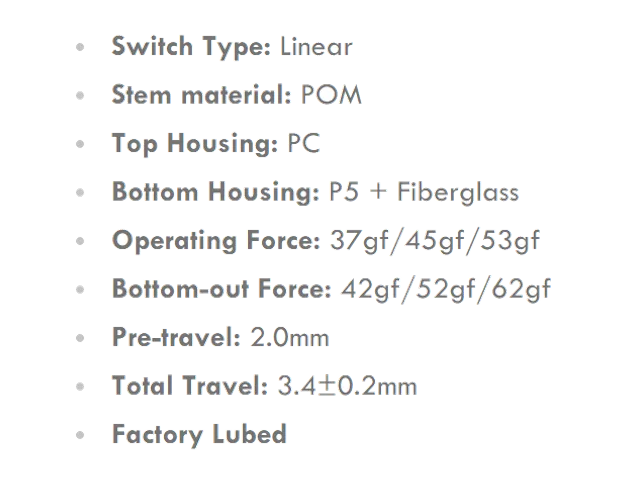 • Switch Type: Linear
• Stem material: POM
• Top Housing: PC
• Bottom Housing: P5 + Fiberglass
• Operating Force: 37gf/45gf/53gf
• Bottom-out Force: 42gf/52gf/62gf
• Pre-travel: 2.0mm
• Total Travel: 3.4±0.2mm
• Factory Lubed